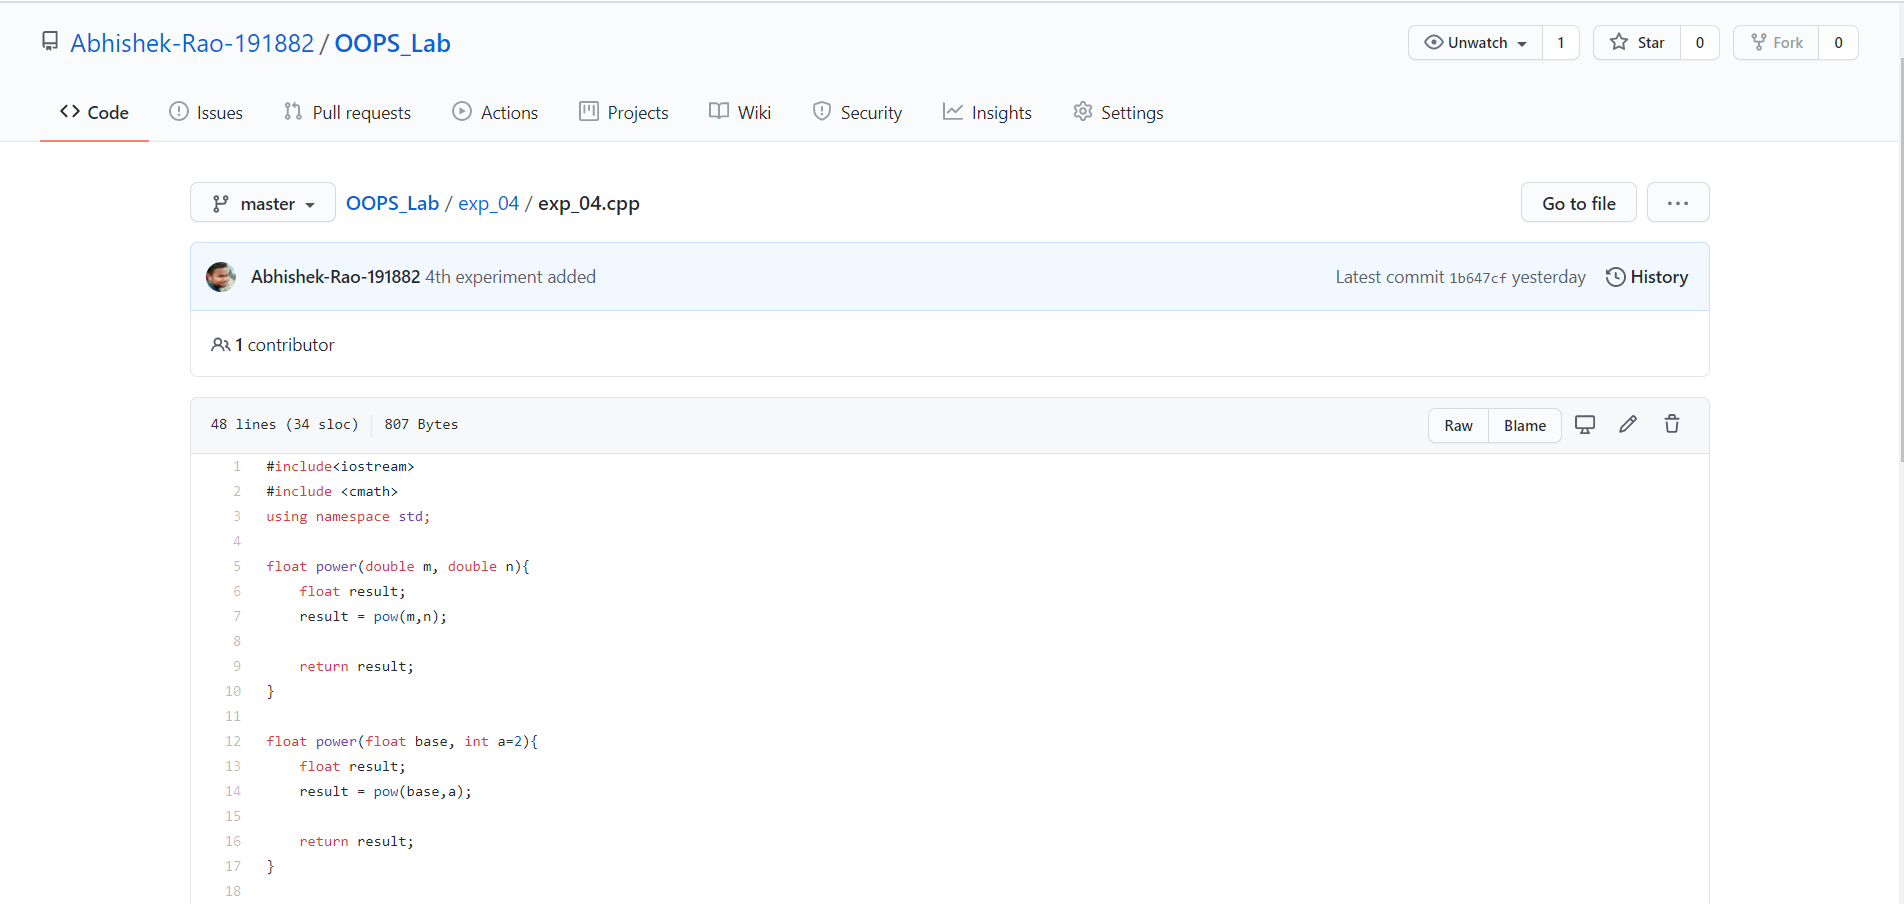 Abhishek-Rao-191882 / OOPS_Lab
Unwatch 1 Star 0 Fork 0
Code Issues Pull requests Actions Projects Wiki Security Insights Settings
master OOPS_Lab / exp_04 / exp_04.cpp Go to file ...
Abhishek-Rao-191882 4th experiment added Latest commit 1b647cf yesterday History
1 contributor
48 lines (34 sloc) 807 Bytes Raw Blame
1 #include<iostream>
2 #include <cmath>
3 using namespace std;
4
5 float power(double m, double n){
6     float result;
7     result = pow(m,n);
8
9     return result;
10 }
11
12 float power(float base, int a=2){
13     float result;
14     result = pow(base,a);
15
16     return result;
17 }
18